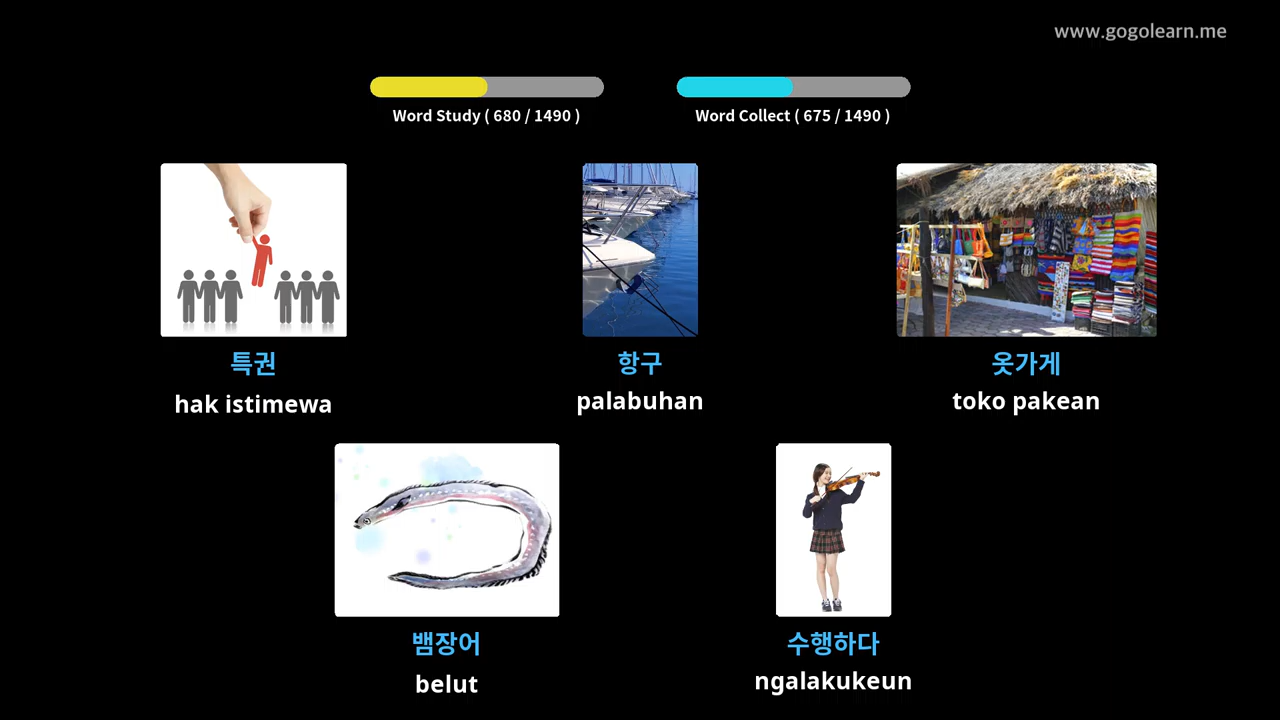 www.gogolearn.me
Word Study ( 680 / 1490 )
Word Collect ( 675 / 1490 )
특권
hak istimewa
항구
palabuhan
옷가게
toko pakean
뱀장어
belut
수행하다
ngalakukeun